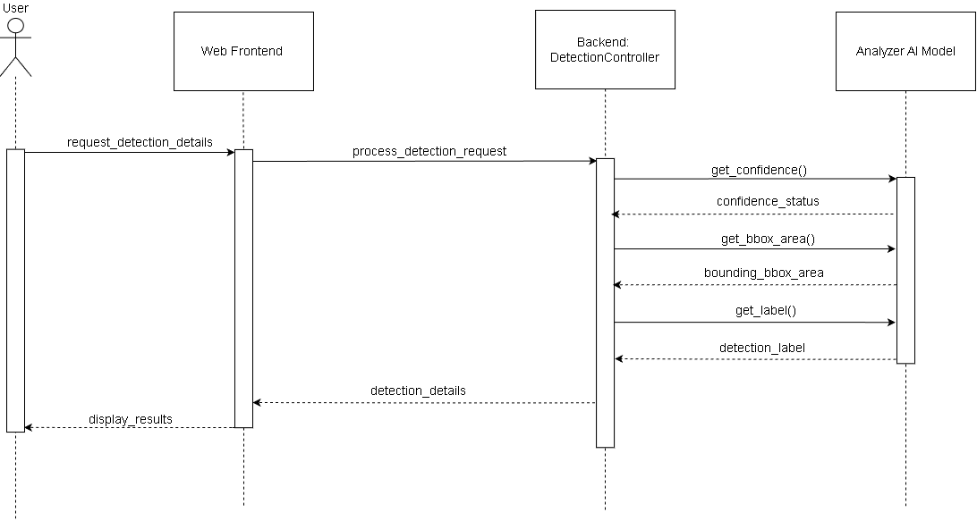 User
Web Frontend
Backend:
DetectionController
Analyzer AI Model
request_detection_details
process_detection_request
get_confidence()
confidence_status
get_bbox_area()
bounding_bbox_area
get_label()
detection_label
detection_details
display_results